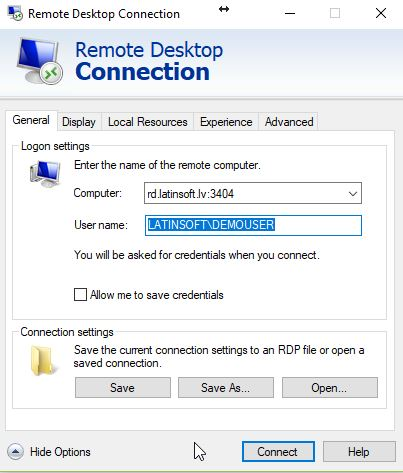 Remote Desktop Connection
Remote Desktop
Connection
General
Display
Local Resources
Experience
Advanced
Logon settings
Enter the name of the remote computer.
Computer:
rd.latinsoft.lv:3404
User name:
LATINSOFT\DEMOUSER
You will be asked for credentials when you connect.
Allow me to save credentials
Connection settings
Save the current connection settings to an RDP file or open a
saved connection.
Save
Save As...
Open...
Hide Options
Connect
Help